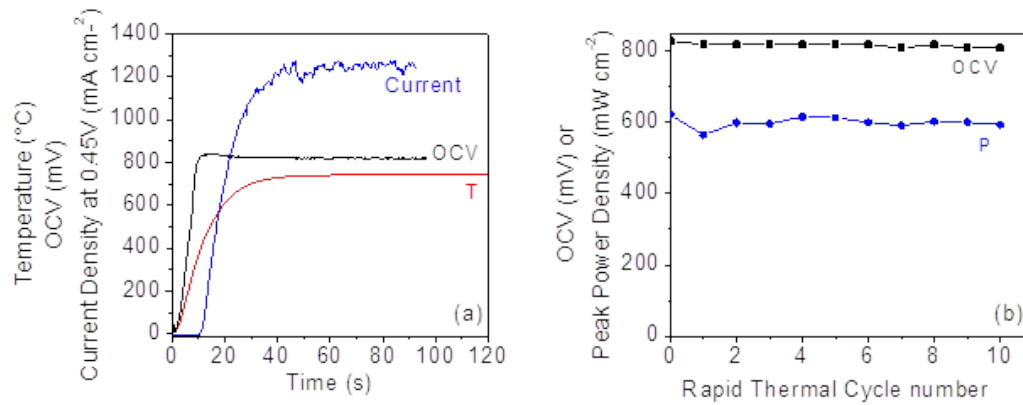 Temperature (°C)
OCV (mV)
Current Density at 0.45V (mA cm-²)
1400
1200
1000
800
600
400
200
0
0 20 40 60 80 100 120
Time (s)
Current
OCV
T
(a)
OCV (mV) or
Peak Power Density (mW cm-²)
800
600
400
200
0
0 2 4 6 8 10
Rapid Thermal Cycle number
OCV
P
(b)